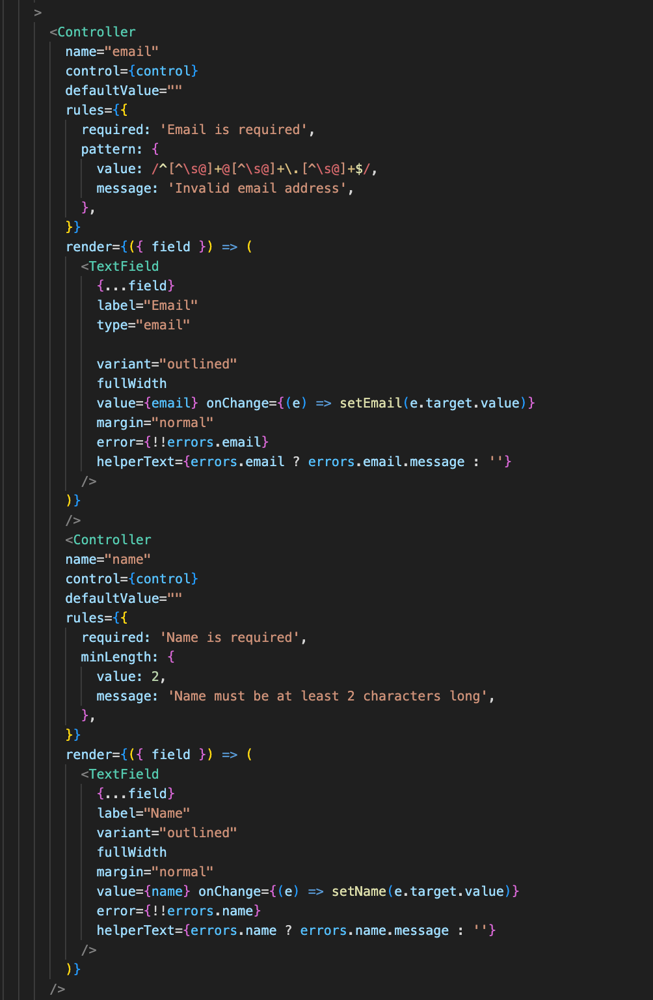 >
<Controller
name="email"
control={control}
defaultValue=""
rules={{
required: 'Email is required',
pattern: {
value: /^[^\s@]+@[^\s@]+\.[^\s@]+$/,
message: 'Invalid email address',
},
}}
render={({ field }) => (
<TextField
{...field}
label="Email"
type="email"
variant="outlined"
fullWidth
value={email} onChange={(e) => setEmail(e.target.value)}
margin="normal"
error={!!errors.email}
helperText={errors.email ? errors.email.message : ''}
/>
)}
/>
<Controller
name="name"
control={control}
defaultValue=""
rules={{
required: 'Name is required',
minLength: {
value: 2,
message: 'Name must be at least 2 characters long',
},
}}
render={({ field }) => (
<TextField
{...field}
label="Name"
variant="outlined"
fullWidth
margin="normal"
value={name} onChange={(e) => setName(e.target.value)}
error={!!errors.name}
helperText={errors.name ? errors.name.message : ''}
/>
)}
/>